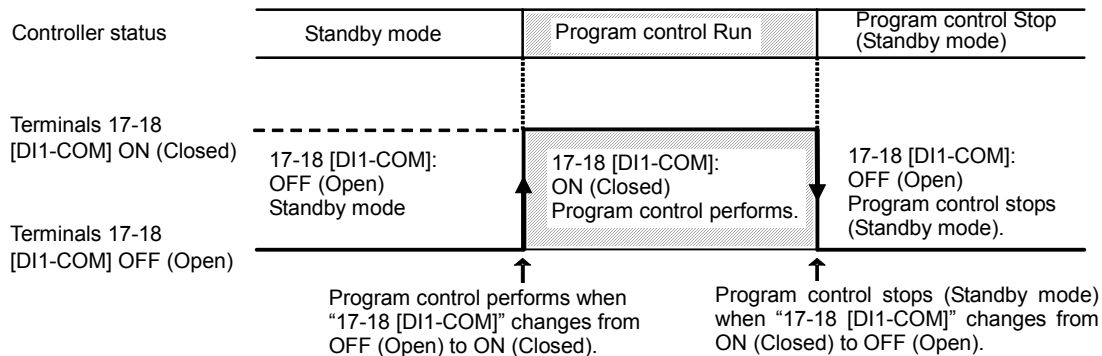 Controller status
Standby mode
Program control Run
Program control Stop
(Standby mode)
Terminals 17-18
[DI1-COM] ON (Closed)
17-18 [DI1-COM]:
OFF (Open)
Standby mode
17-18 [DI1-COM]:
ON (Closed)
Program control performs.
17-18 [DI1-COM]:
OFF (Open)
Program control stops
(Standby mode).
Terminals 17-18
[DI1-COM] OFF (Open)
Program control performs when
“17-18 [DI1-COM]” changes from
OFF (Open) to ON (Closed).
Program control stops (Standby mode)
when “17-18 [DI1-COM]” changes from
ON (Closed) to OFF (Open).